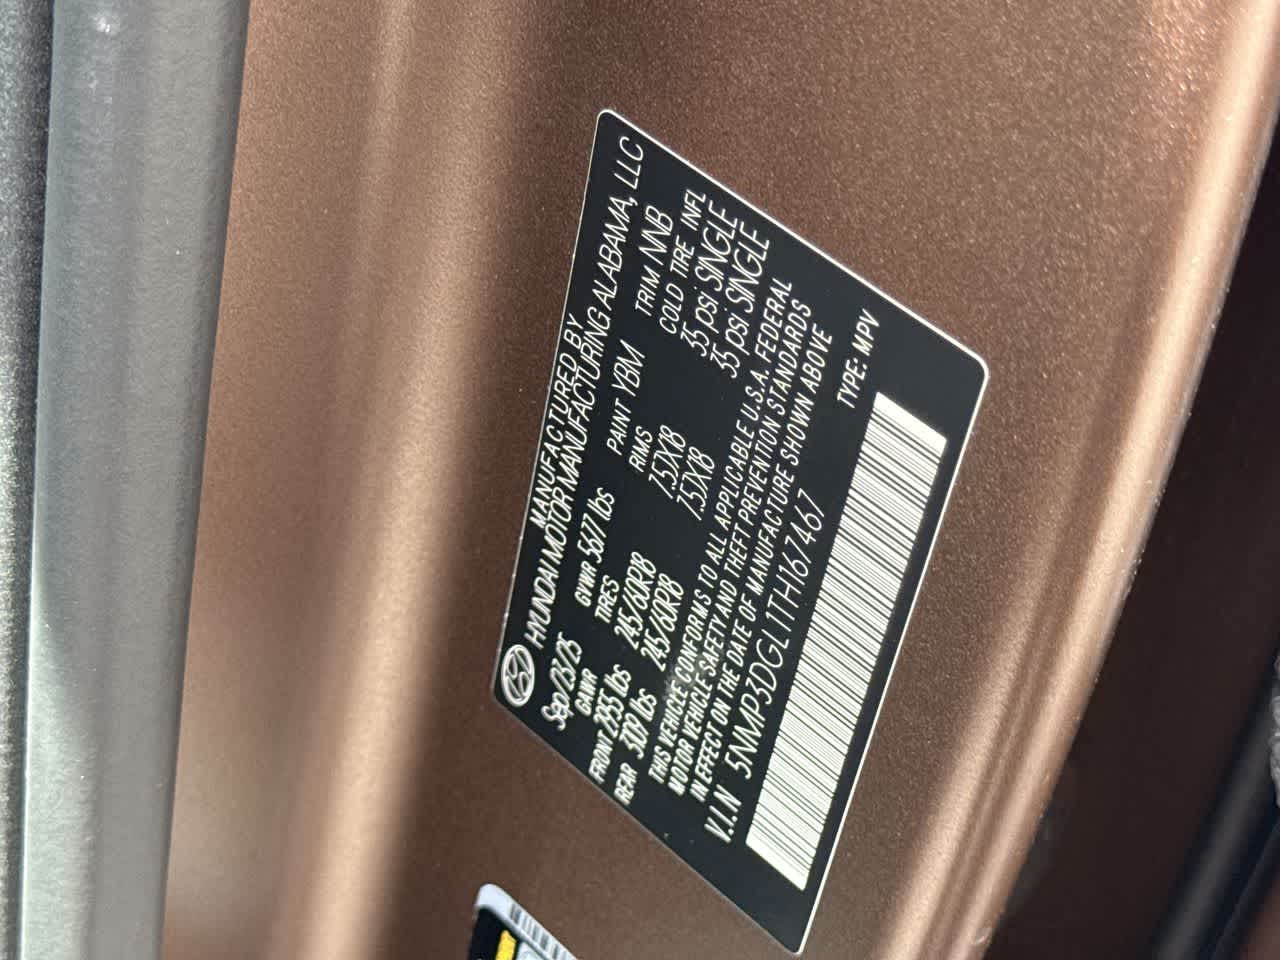 MANUFACTURED BY
HYUNDAI MOTOR MANUFACTURING ALABAMA, LLC
Sep/23/25 GVWR 5677 lbs PAINT YBM TRIM NNB
GAWR TIRES RIMS COLD TIRE INFL
FRONT 2955 lbs 245/60R18 7.5JX18 35 psi SINGLE
REAR 309 lbs 245/60R18 7.5JX18 35 psi SINGLE
THIS VEHICLE CONFORMS TO ALL APPLICABLE U.S.A. FEDERAL
MOTOR VEHICLE SAFETY AND THEFT PREVENTION STANDARDS
IN EFFECT ON THE DATE OF MANUFACTURE SHOWN ABOVE
V.I.N 5NMP3DGL1TH167467 TYPE: MPV